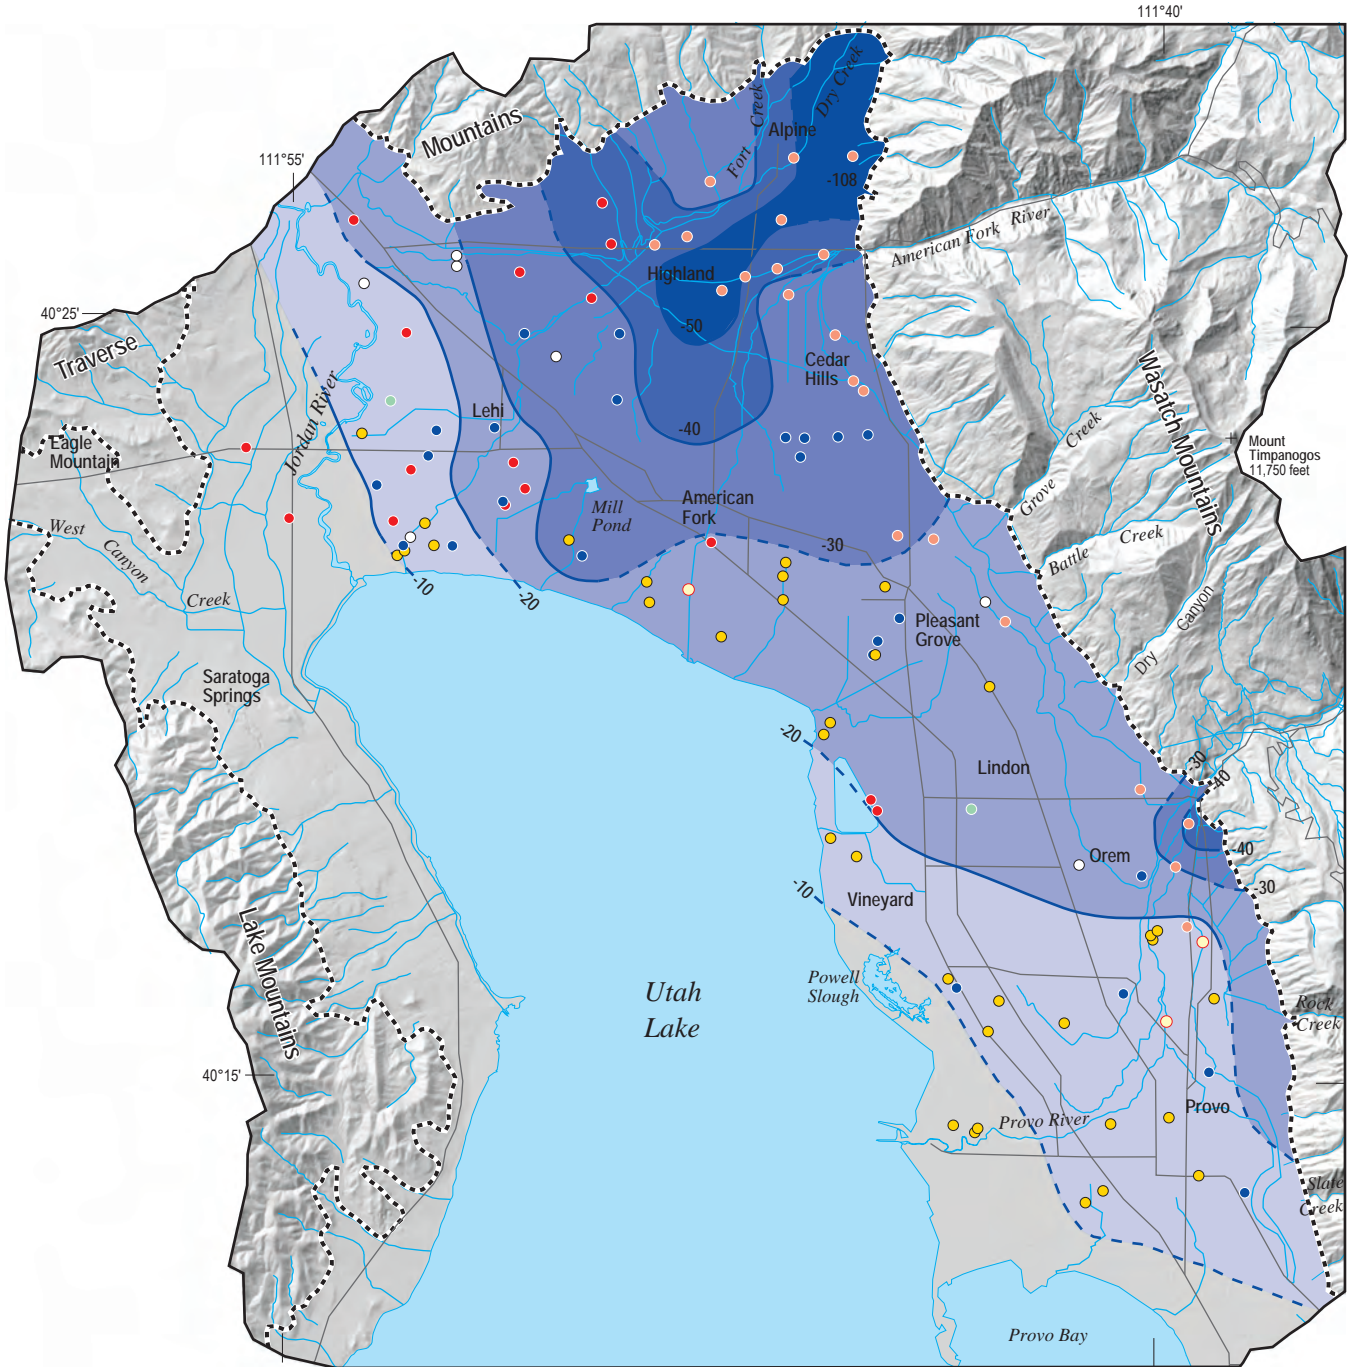 111°40'
Mountains
Creek
Dry Creek
Alpine
Fort
111°55'
-108
American Fork River
Highland
40°25'
-50
Traverse
Cedar
Hills
Wasatch Mountains
Jordan River
Lehi
-40
Creek
Grove
Eagle
Mountain
Mount
Timpanogos
11,750 feet
Mill
Pond
American
Fork
West
Canyon
Creek
-30
Battle Creek
-10
-20
Pleasant
Grove
Canyon
Dry
Saratoga
Springs
-20
Lindon
-30
-40
Orem
-40
-30
-10
Vineyard
Lake Mountains
Powell
Slough
Utah
Lake
Rock
Creek
40°15'
Provo
Provo River
Slate
Creek
Provo Bay